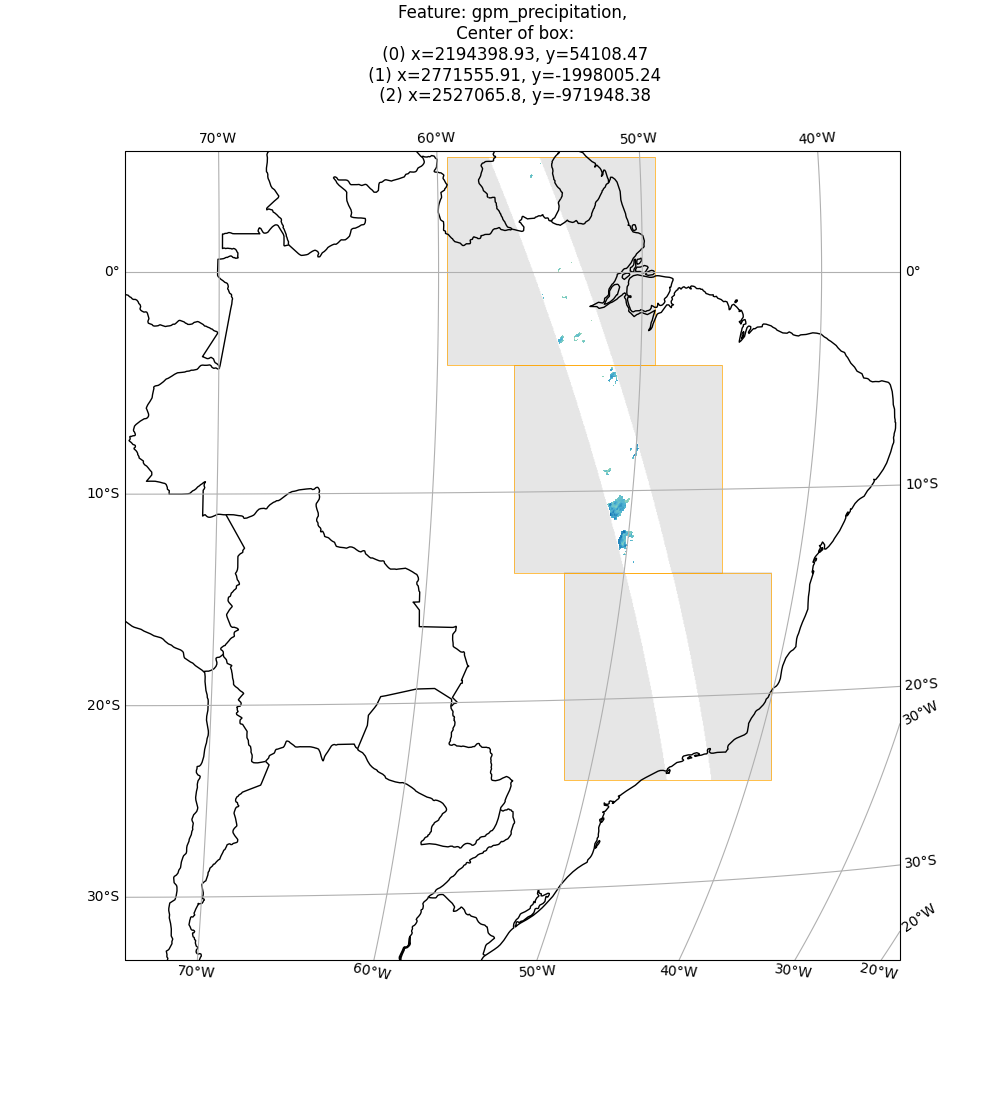 Feature: gpm_precipitation,
Center of box:
(0) x=2194398.93, y=54108.47
(1) x=2771555.91, y=-1998005.24
(2) x=2527065.8, y=-971948.38
70°W 60°W 50°W 40°W
0° 0°
10°S 10°S
20°S 20°S
30°W
30°S 30°S
20°W
70°W 60°W 50°W 40°W 30°W 20°W